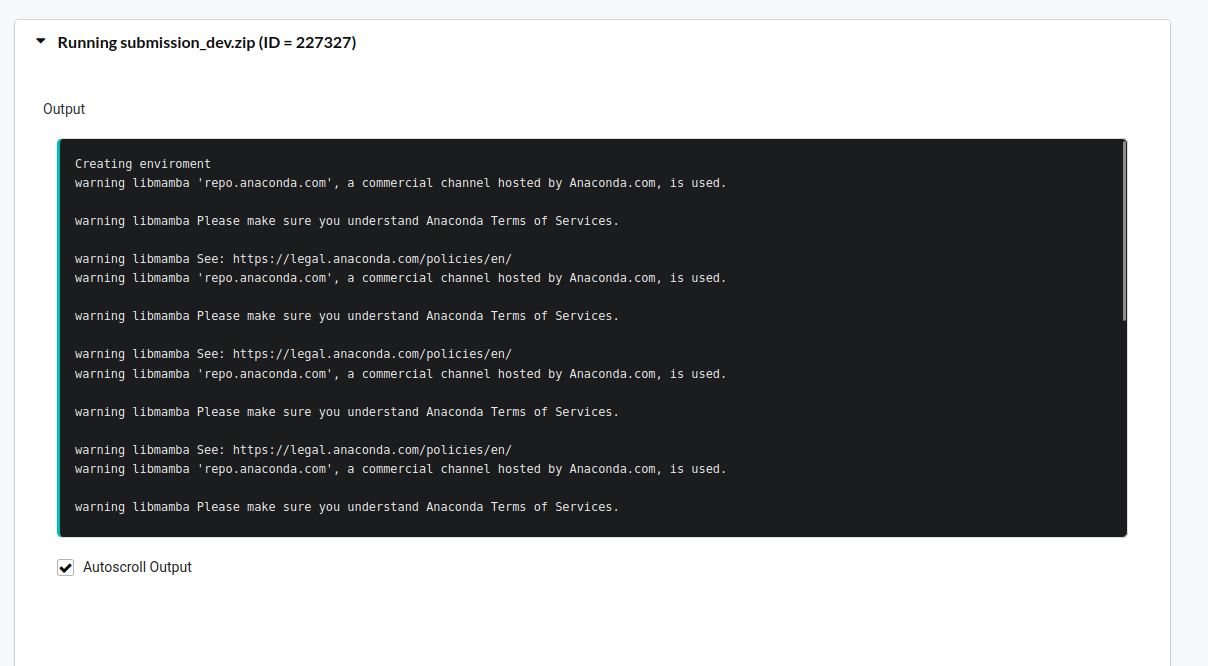 Running submission_dev.zip (ID = 227327)
Output
Creating enviroment
warning libmamba 'repo.anaconda.com', a commercial channel hosted by Anaconda.com, is used.
warning libmamba Please make sure you understand Anaconda Terms of Services.
warning libmamba See: https://legal.anaconda.com/policies/en/
warning libmamba 'repo.anaconda.com', a commercial channel hosted by Anaconda.com, is used.
warning libmamba Please make sure you understand Anaconda Terms of Services.
warning libmamba See: https://legal.anaconda.com/policies/en/
warning libmamba 'repo.anaconda.com', a commercial channel hosted by Anaconda.com, is used.
warning libmamba Please make sure you understand Anaconda Terms of Services.
warning libmamba See: https://legal.anaconda.com/policies/en/
warning libmamba 'repo.anaconda.com', a commercial channel hosted by Anaconda.com, is used.
warning libmamba Please make sure you understand Anaconda Terms of Services.
Autoscroll Output